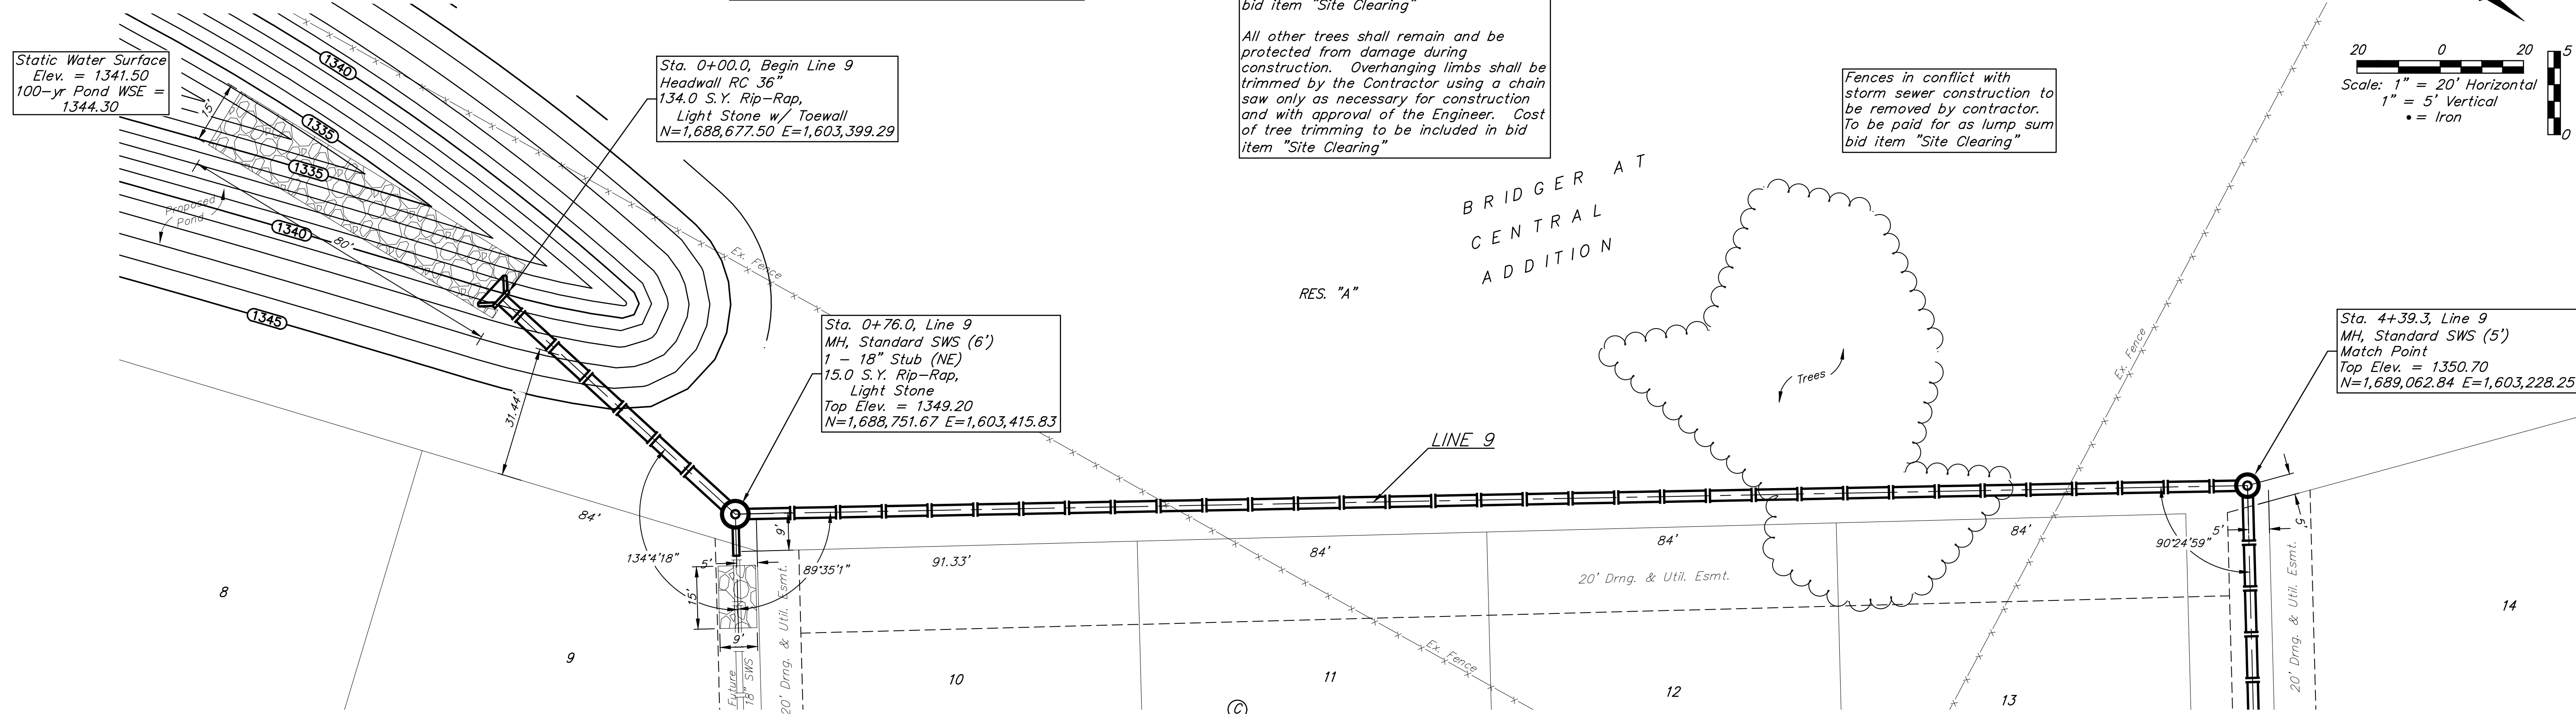 Static Water Surface
Elev. = 1341.50
100-yr Pond WSE =
1344.30
15'
1340
1335
1335
1340
1345
Proposed
Pond
80'
31.44'
Sta. 0+00.0, Begin Line 9
Headwall RC 36"
134.0 S.Y. Rip-Rap,
Light Stone w/ Toewall
N=1,688,677.50 E=1,603,399.29
Ex. Fence
Sta. 0+76.0, Line 9
MH, Standard SWS (6')
1 - 18" Stub (NE)
15.0 S.Y. Rip-Rap,
Light Stone
Top Elev. = 1349.20
N=1,688,751.67 E=1,603,415.83
bid item "Site Clearing"
All other trees shall remain and be
protected from damage during
construction. Overhanging limbs shall be
trimmed by the Contractor using a chain
saw only as necessary for construction
and with approval of the Engineer. Cost
of tree trimming to be included in bid
item "Site Clearing"
BRIDGER AT
CENTRAL
ADDITION
RES. "A"
Trees
LINE 9
Fences in conflict with
storm sewer construction to
be removed by contractor.
To be paid for as lump sum
bid item "Site Clearing"
20 0 20
Scale: 1" = 20' Horizontal
1" = 5' Vertical
• = Iron
5
0
Ex. Fence
Sta. 4+39.3, Line 9
MH, Standard SWS (5')
Match Point
Top Elev. = 1350.70
N=1,689,062.84 E=1,603,228.25
84'
134°4'18"
5'
9'
89°35'1"
15'
9'
Future
18" SWS
20' Drng. & Util. Esmt.
91.33'
84'
84'
84'
20' Drng. & Util. Esmt.
90°24'59"
5'
5'
20' Drng. & Util. Esmt.
Ex. Fence
8
9
10
11
12
13
14
C